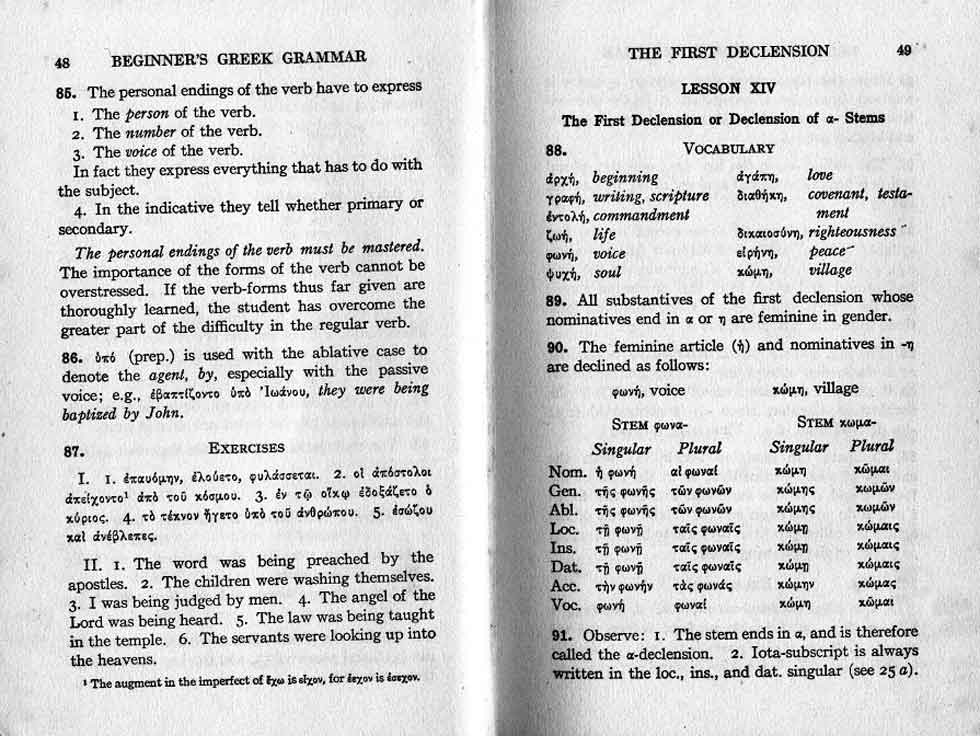 48 BEGINNER'S GREEK GRAMMAR
85. The personal endings of the verb have to express
1. The person of the verb.
2. The number of the verb.
3. The voice of the verb.
In fact they express everything that has to do with
the subject.
4. In the indicative they tell whether primary or
secondary.
The personal endings of the verb must be mastered.
The importance of the forms of the verb cannot be
overstressed. If the verb-forms thus far given are
thoroughly learned, the student has overcome the
greater part of the difficulty in the regular verb.
86. ὑπό (prep.) is used with the ablative case to
denote the agent, by, especially with the passive
voice; e.g., ἐβαπτίζοντο ὑπὸ Ἰωάνου, they were being
baptized by John.
87. EXERCISES
I. 1. ἐπαυόμην, ἐλούετο, φυλάσσεται. 2. οἱ ἀπόστολοι
ἀπείχοντο¹ ἀπὸ τοῦ κόσμου. 3. ἐν τῷ οἴκῳ ἐδοξάζετο ὁ
κύριος. 4. τὸ τέκνον ἤγετο ὑπὸ τοῦ ἀνθρώπου. 5. ἐσώζου
καὶ ἀνέβλεπες.
II. 1. The word was being preached by the
apostles. 2. The children were washing themselves.
3. I was being judged by men. 4. The angel of the
Lord was being heard. 5. The law was being taught
in the temple. 6. The servants were looking up into
the heavens.
¹ The augment in the imperfect of ἔχω is εἶχον, for ἔεχον is ἔσεχον.
THE FIRST DECLENSION 49
LESSON XIV
The First Declension or Declension of α- Stems
88. VOCABULARY
ἀρχή, beginning ἀγάπη, love
γραφή, writing, scripture διαθήκη, covenant, testa-
ἐντολή, commandment ment
ζωή, life δικαιοσύνη, righteousness
φωνή, voice εἰρήνη, peace
ψυχή, soul κώμη, village
89. All substantives of the first declension whose
nominatives end in α or η are feminine in gender.
90. The feminine article (ἡ) and nominatives in -η
are declined as follows:
φωνή, voice κώμη, village
STEM φωνα- STEM κωμα-
Singular Plural Singular Plural
Nom. ἡ φωνή αἱ φωναί κώμη κῶμαι
Gen. τῆς φωνῆς τῶν φωνῶν κώμης κωμῶν
Abl. τῆς φωνῆς τῶν φωνῶν κώμης κωμῶν
Loc. τῇ φωνῇ ταῖς φωναῖς κώμῃ κώμαις
Ins. τῇ φωνῇ ταῖς φωναῖς κώμῃ κώμαις
Dat. τῇ φωνῇ ταῖς φωναῖς κώμῃ κώμαις
Acc. τὴν φωνήν τὰς φωνάς κώμην κώμας
Voc. φωνή φωναί κώμη κῶμαι
91. Observe: 1. The stem ends in α, and is therefore
called the α-declension. 2. Iota-subscript is always
written in the loc., ins., and dat. singular (see 25 a).